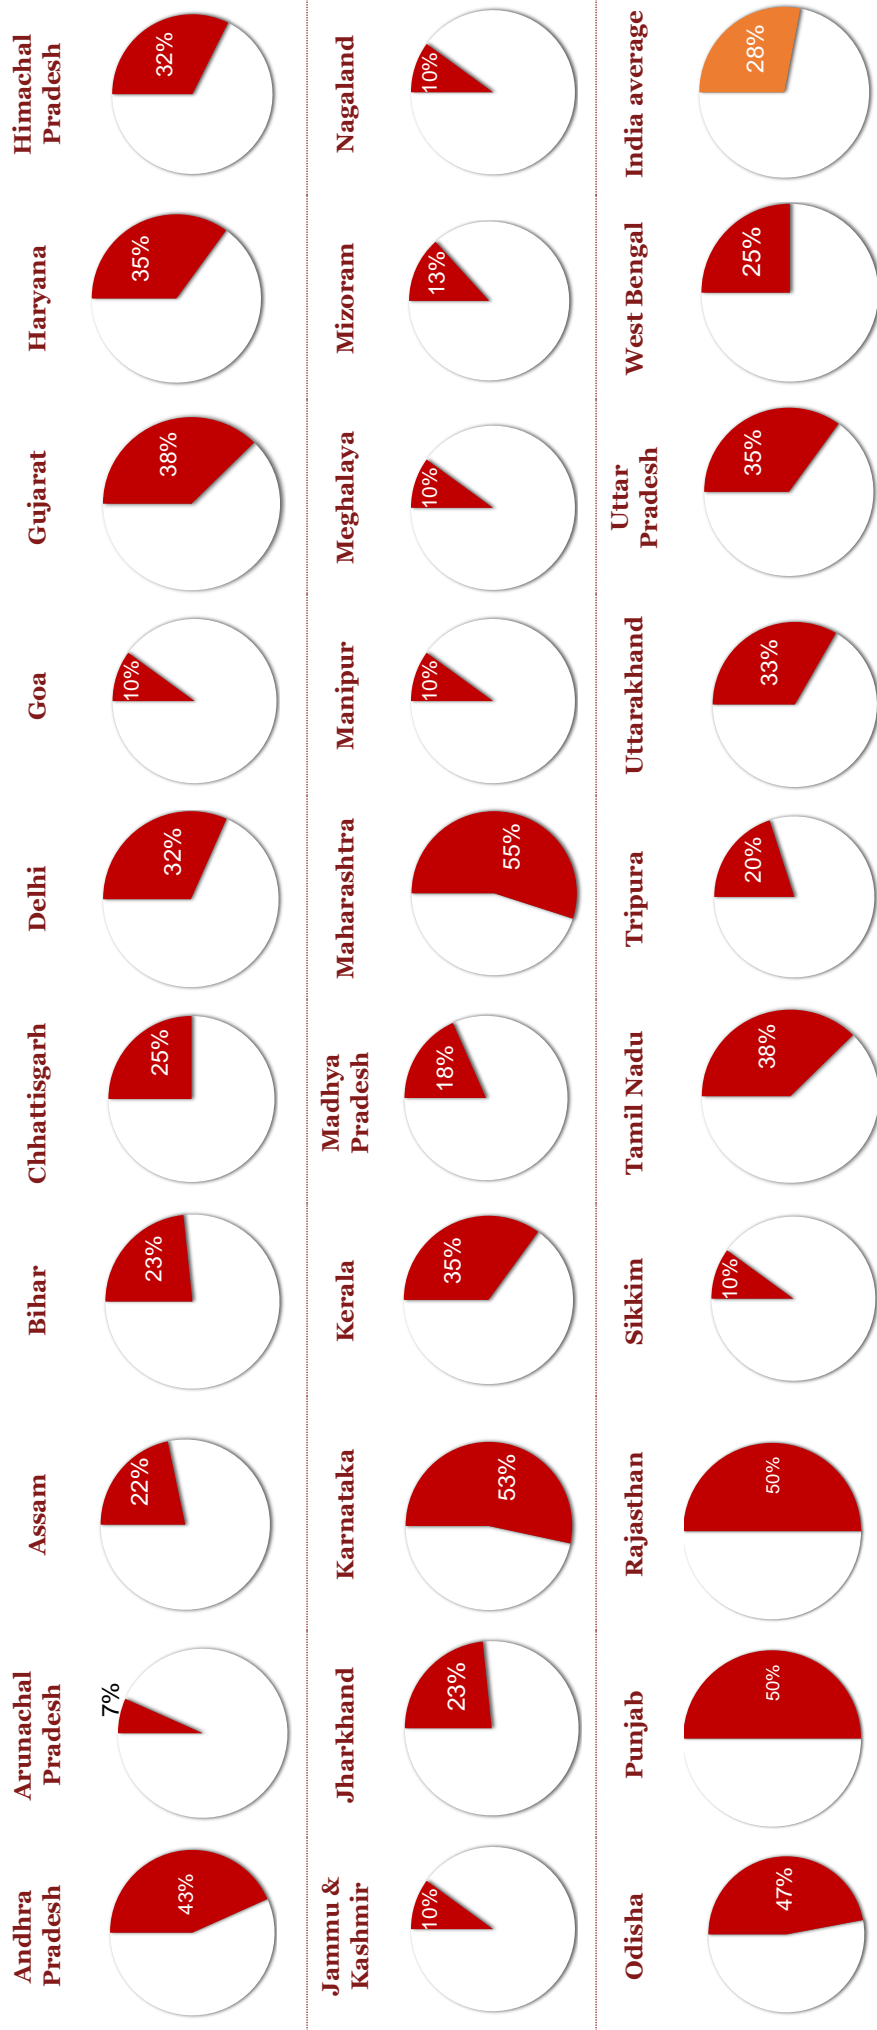 Andhra
Pradesh
43%
Arunachal
Pradesh
7%
Assam
22%
Bihar
23%
Chhattisgarh
25%
Delhi
32%
Goa
10%
Gujarat
38%
Haryana
35%
Himachal
Pradesh
32%
Jammu &
Kashmir
10%
Jharkhand
23%
Karnataka
53%
Kerala
35%
Madhya
Pradesh
18%
Maharashtra
55%
Manipur
10%
Meghalaya
10%
Mizoram
13%
Nagaland
10%
Odisha
47%
Punjab
50%
Rajasthan
50%
Sikkim
10%
Tamil Nadu
38%
Tripura
20%
Uttarakhand
33%
Uttar
Pradesh
35%
West Bengal
25%
India average
28%